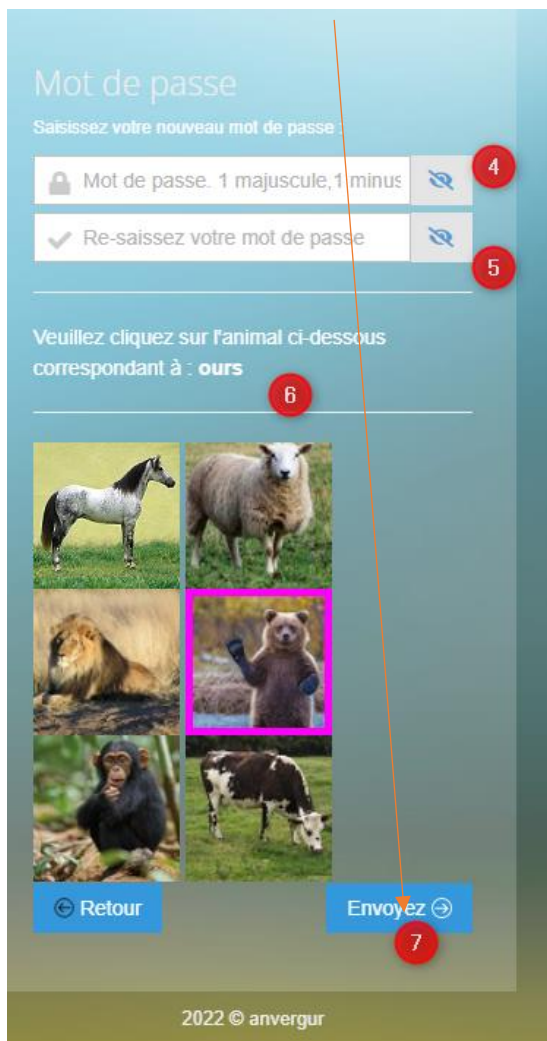 Mot de passe
Saisissez votre nouveau mot de passe :
Mot de passe. 1 majuscule,1 minus
4
Re-saissez votre mot de passe
5
Veuillez cliquez sur l'animal ci-dessous
correspondant à : ours
6
Retour
Envoyez
7
2022 © anvergur